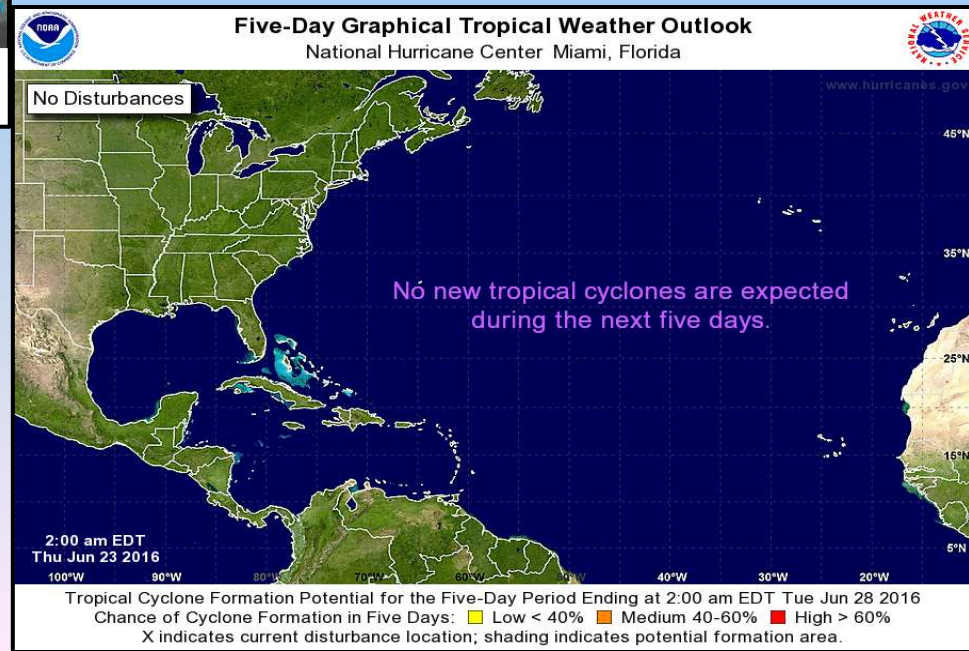 Five-Day Graphical Tropical Weather Outlook
National Hurricane Center Miami, Florida
NOAA
No Disturbances
www.hurricanes.gov
45°N
35°N
No new tropical cyclones are expected
during the next five days.
25°N
15°N
2:00 am EDT
Thu Jun 23 2016
5°N
100°W 90°W 80°W 70°W 60°W 50°W 40°W 30°W 20°W
Tropical Cyclone Formation Potential for the Five-Day Period Ending at 2:00 am EDT Tue Jun 28 2016
Chance of Cyclone Formation in Five Days: Low < 40% Medium 40-60% High > 60%
X indicates current disturbance location; shading indicates potential formation area.